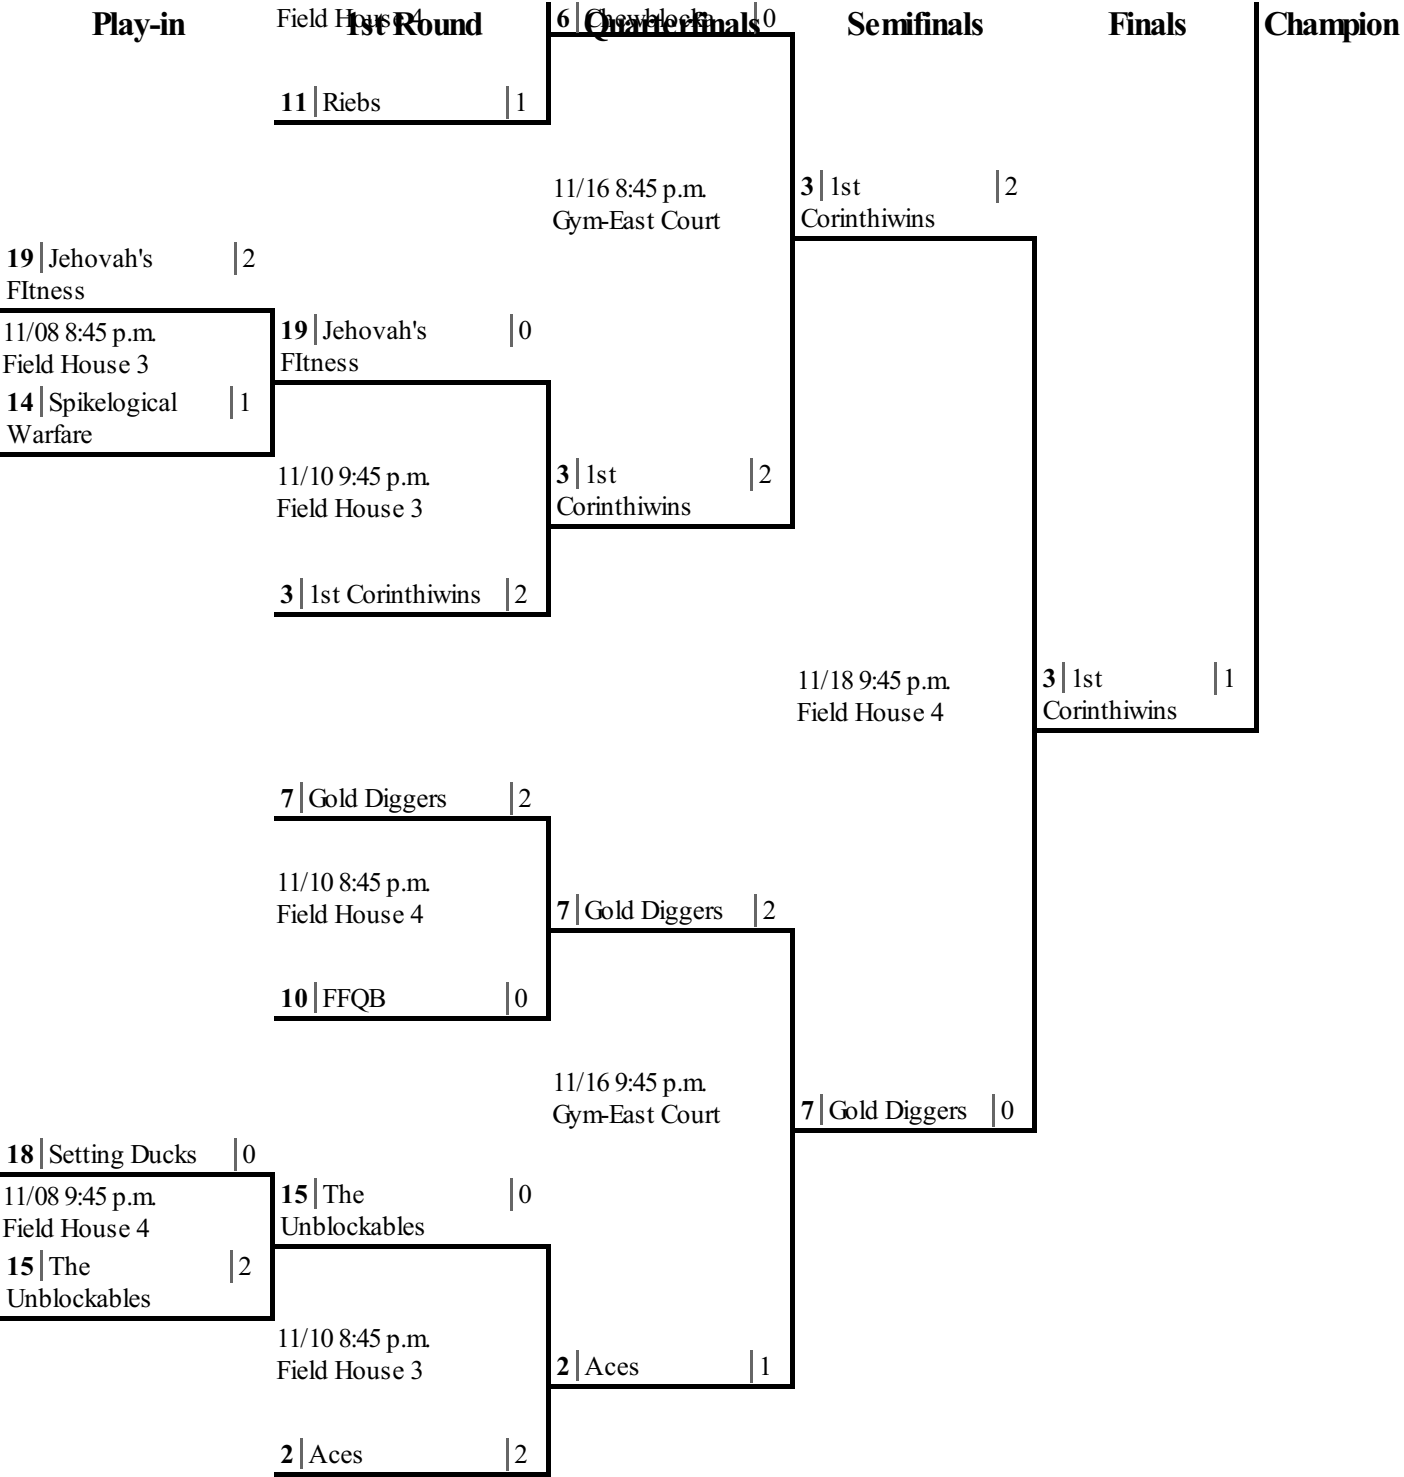 Play-in
1st Round
Quarterfinals
Semifinals
Finals
Champion
Field House 4
6 Chewblocka 0
11 Riebs 1
11/16 8:45 p.m.
Gym-East Court
3 1st 2
Corinthiwins
19 Jehovah's 2
FItness
11/08 8:45 p.m.
Field House 3
14 Spikelogical 1
Warfare
19 Jehovah's 0
FItness
11/10 9:45 p.m.
Field House 3
3 1st 2
Corinthiwins
3 1st Corinthiwins 2
11/18 9:45 p.m.
Field House 4
3 1st 1
Corinthiwins
7 Gold Diggers 2
11/10 8:45 p.m.
Field House 4
7 Gold Diggers 2
10 FFQB 0
11/16 9:45 p.m.
Gym-East Court
7 Gold Diggers 0
18 Setting Ducks 0
11/08 9:45 p.m.
Field House 4
15 The 2
Unblockables
15 The 0
Unblockables
11/10 8:45 p.m.
Field House 3
2 Aces 1
2 Aces 2